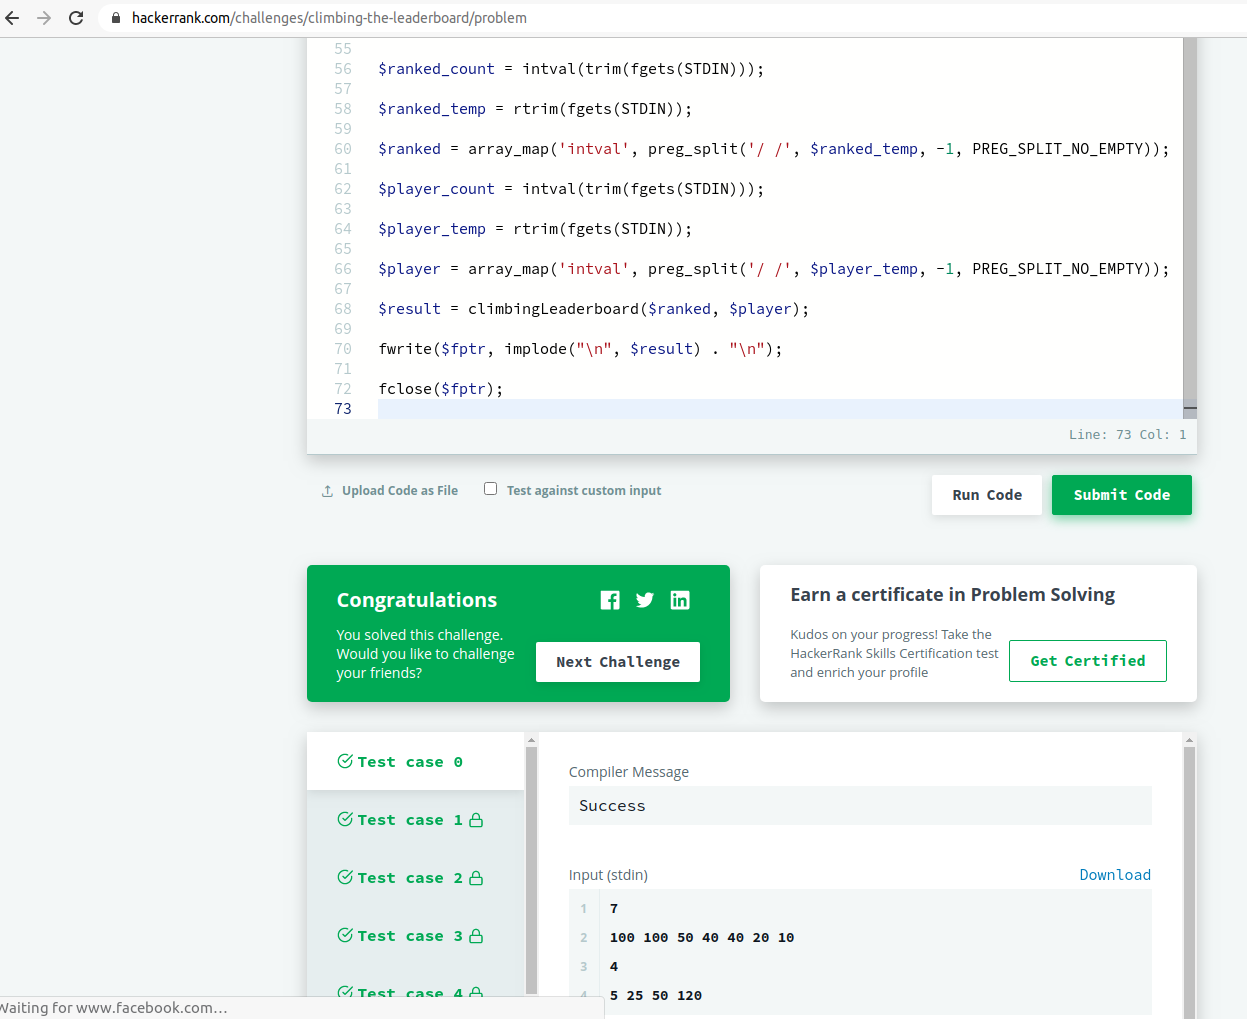 hackerrank.com/challenges/climbing-the-leaderboard/problem
55
56 $ranked_count = intval(trim(fgets(STDIN)));
57
58 $ranked_temp = rtrim(fgets(STDIN));
59
60 $ranked = array_map('intval', preg_split('/ /', $ranked_temp, -1, PREG_SPLIT_NO_EMPTY));
61
62 $player_count = intval(trim(fgets(STDIN)));
63
64 $player_temp = rtrim(fgets(STDIN));
65
66 $player = array_map('intval', preg_split('/ /', $player_temp, -1, PREG_SPLIT_NO_EMPTY));
67
68 $result = climbingLeaderboard($ranked, $player);
69
70 fwrite($fptr, implode("\n", $result) . "\n");
71
72 fclose($fptr);
73
Line: 73 Col: 1
Upload Code as File
Test against custom input
Run Code
Submit Code
Congratulations
You solved this challenge.
Would you like to challenge
your friends?
Next Challenge
Earn a certificate in Problem Solving
Kudos on your progress! Take the
HackerRank Skills Certification test
and enrich your profile
Get Certified
Test case 0
Test case 1
Test case 2
Test case 3
Test case 4
Compiler Message
Success
Input (stdin)
Download
1 7
2 100 100 50 40 40 20 10
3 4
4 5 25 50 120
Waiting for www.facebook.com...